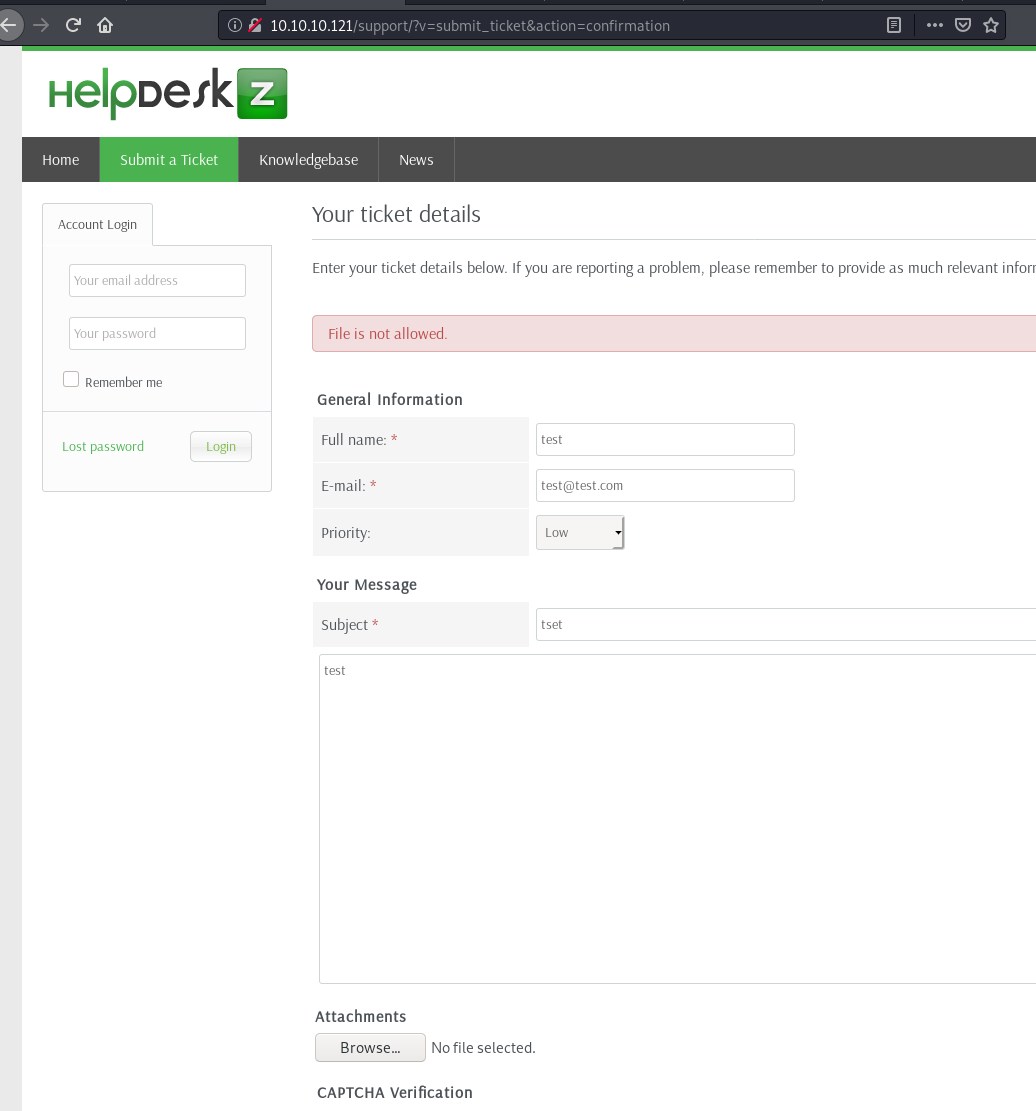 10.10.10.121/support/?v=submit_ticket&action=confirmation
HelpDesk Z
Home Submit a Ticket Knowledgebase News
Account Login
Your email address
Your password
Remember me
Lost password Login
Your ticket details
Enter your ticket details below. If you are reporting a problem, please remember to provide as much relevant infor
File is not allowed.
General Information
Full name: * test
E-mail: * test@test.com
Priority: Low
Your Message
Subject * tset
test
Attachments
Browse... No file selected.
CAPTCHA Verification